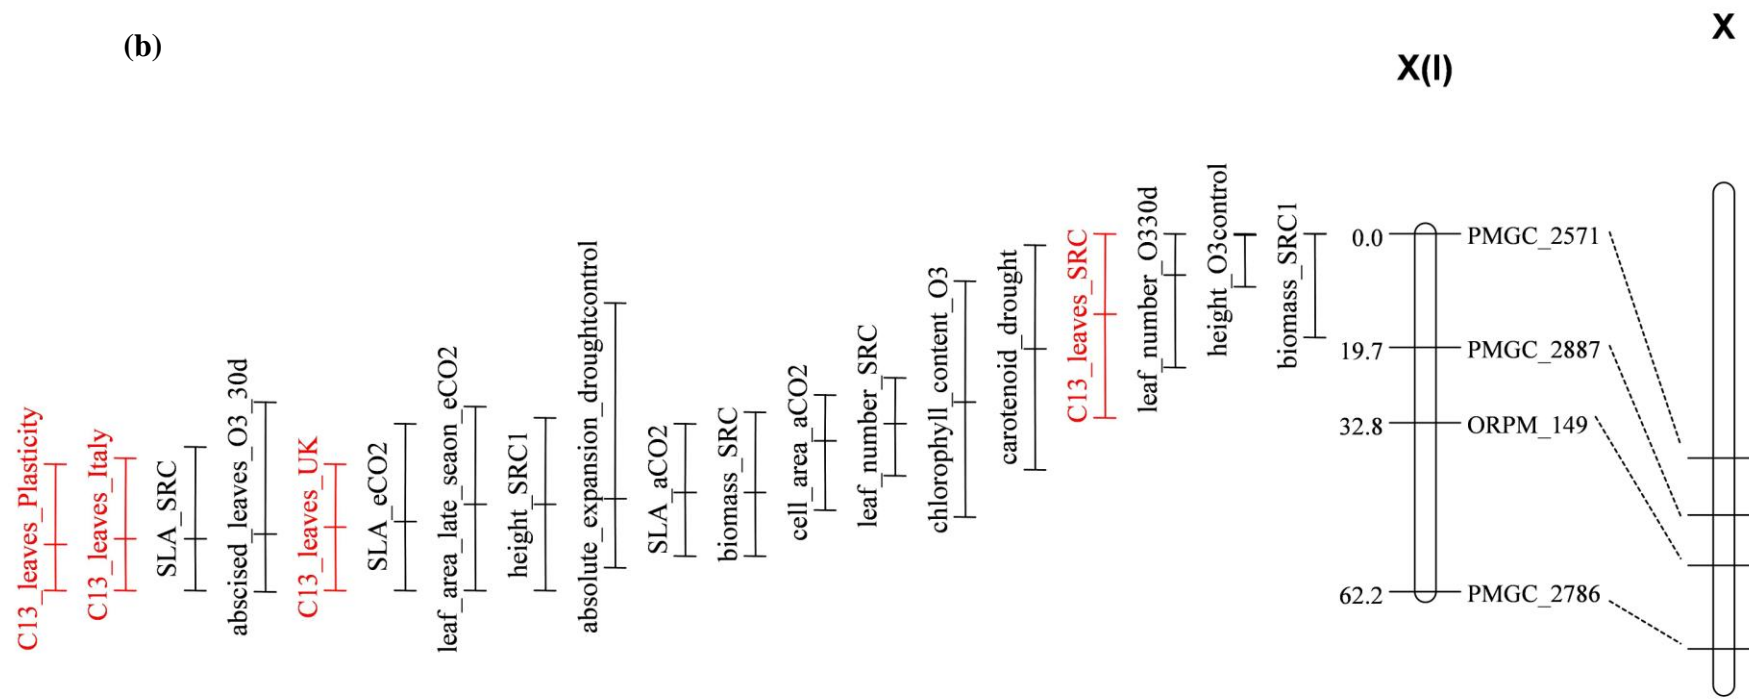 (b)
X
X(I)
C13_leaves_Plasticity
C13_leaves_Italy
SLA_SRC
abscised_leaves_O3_30d
C13_leaves_UK
SLA_eCO2
leaf_area_late_seaon_eCO2
height_SRC1
absolute_expansion_droughtcontrol
SLA_aCO2
biomass_SRC
cell_area_aCO2
leaf_number_SRC
chlorophyll_content_O3
carotenoid_drought
C13_leaves_SRC
leaf_number_O330d
height_O3control
biomass_SRC1
0.0 PMGC_2571
19.7 PMGC_2887
32.8 ORPM_149
62.2 PMGC_2786